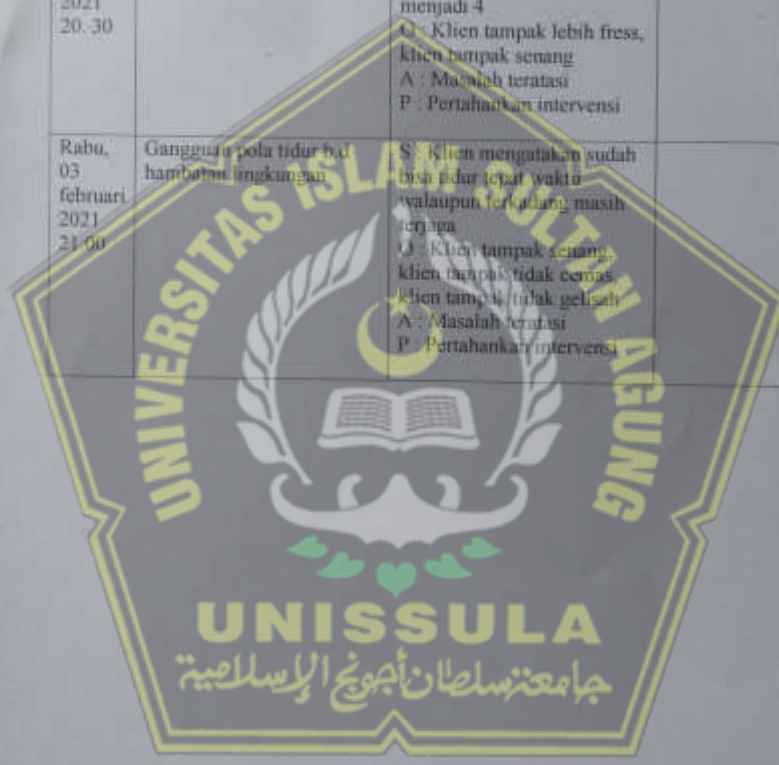 2021
20. 30
menjadi 4
O : Klien tampak lebih fress,
klien tampak senang
A : Masalah teratasi
P : Pertahankan intervensi
Rabu,
03
februari
2021
21.00
Gangguan pola tidur b.d
hambatan lingkungan
S : Klien mengatakan sudah
bisa tidur tepat waktu
walaupun terkadang masih
terjaga
O : Klien tampak senang,
klien tampak tidak cemas,
klien tampak tidak gelisah
A : Masalah teratasi
P : Pertahankan intervensi
UNIVERSITAS ISLAM SULTAN AGUNG
UNISSULA
جامعة سلطان أجونج الإسلامية